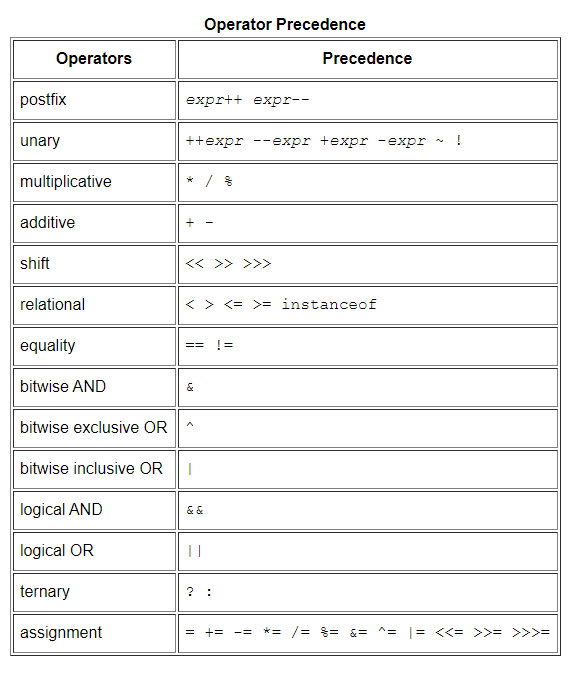 Operator Precedence
Operators Precedence
postfix expr++ expr--
unary ++expr --expr +expr -expr ~ !
multiplicative * / %
additive + -
shift << >> >>>
relational < > <= >= instanceof
equality == !=
bitwise AND &
bitwise exclusive OR ^
bitwise inclusive OR |
logical AND &&
logical OR ||
ternary ? :
assignment = += -= *= /= %= &= ^= |= <<= >>= >>>=